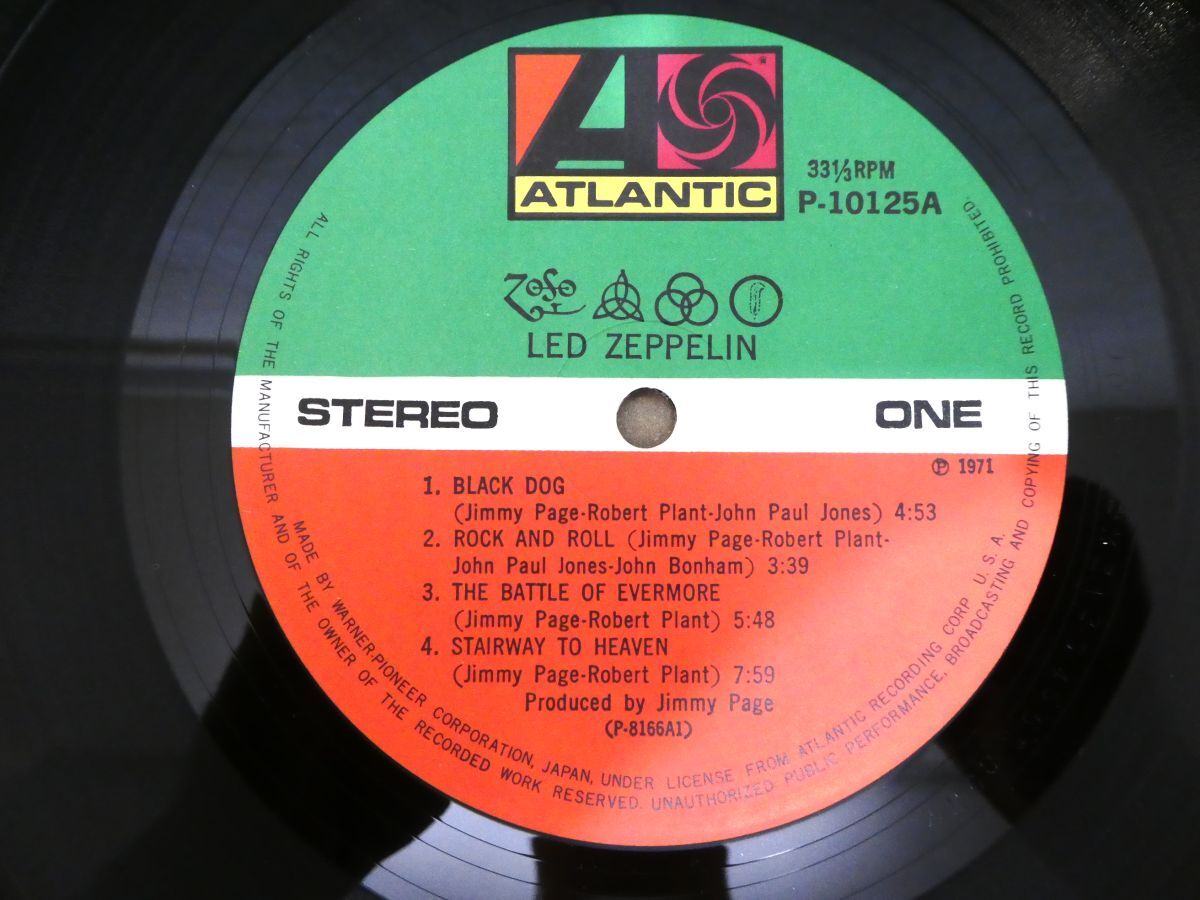 ATLANTIC
33 1/3 RPM
P-10125A
LED ZEPPELIN
STEREO
ONE
℗ 1971
1. BLACK DOG
(Jimmy Page-Robert Plant-John Paul Jones) 4:53
2. ROCK AND ROLL (Jimmy Page-Robert Plant-
John Paul Jones-John Bonham) 3:39
3. THE BATTLE OF EVERMORE
(Jimmy Page-Robert Plant) 5:48
4. STAIRWAY TO HEAVEN
(Jimmy Page-Robert Plant) 7:59
Produced by Jimmy Page
(P-8166A1)
MADE BY WARNER-PIONEER CORPORATION, JAPAN, UNDER LICENSE FROM ATLANTIC RECORDING CORP U. S. A.
ALL RIGHTS OF THE MANUFACTURER AND OF THE OWNER OF THE RECORDED WORK RESERVED. UNAUTHORIZED PUBLIC PERFORMANCE, BROADCASTING AND COPYING OF THIS RECORD PROHIBITED.